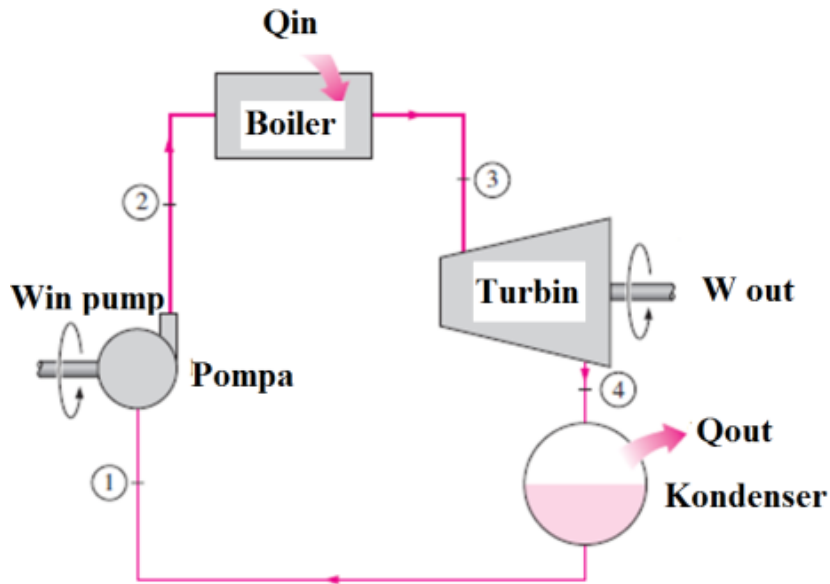 Qin
Boiler
3
2
Turbin
W out
Win pump
Pompa
4
Qout
1
Kondenser